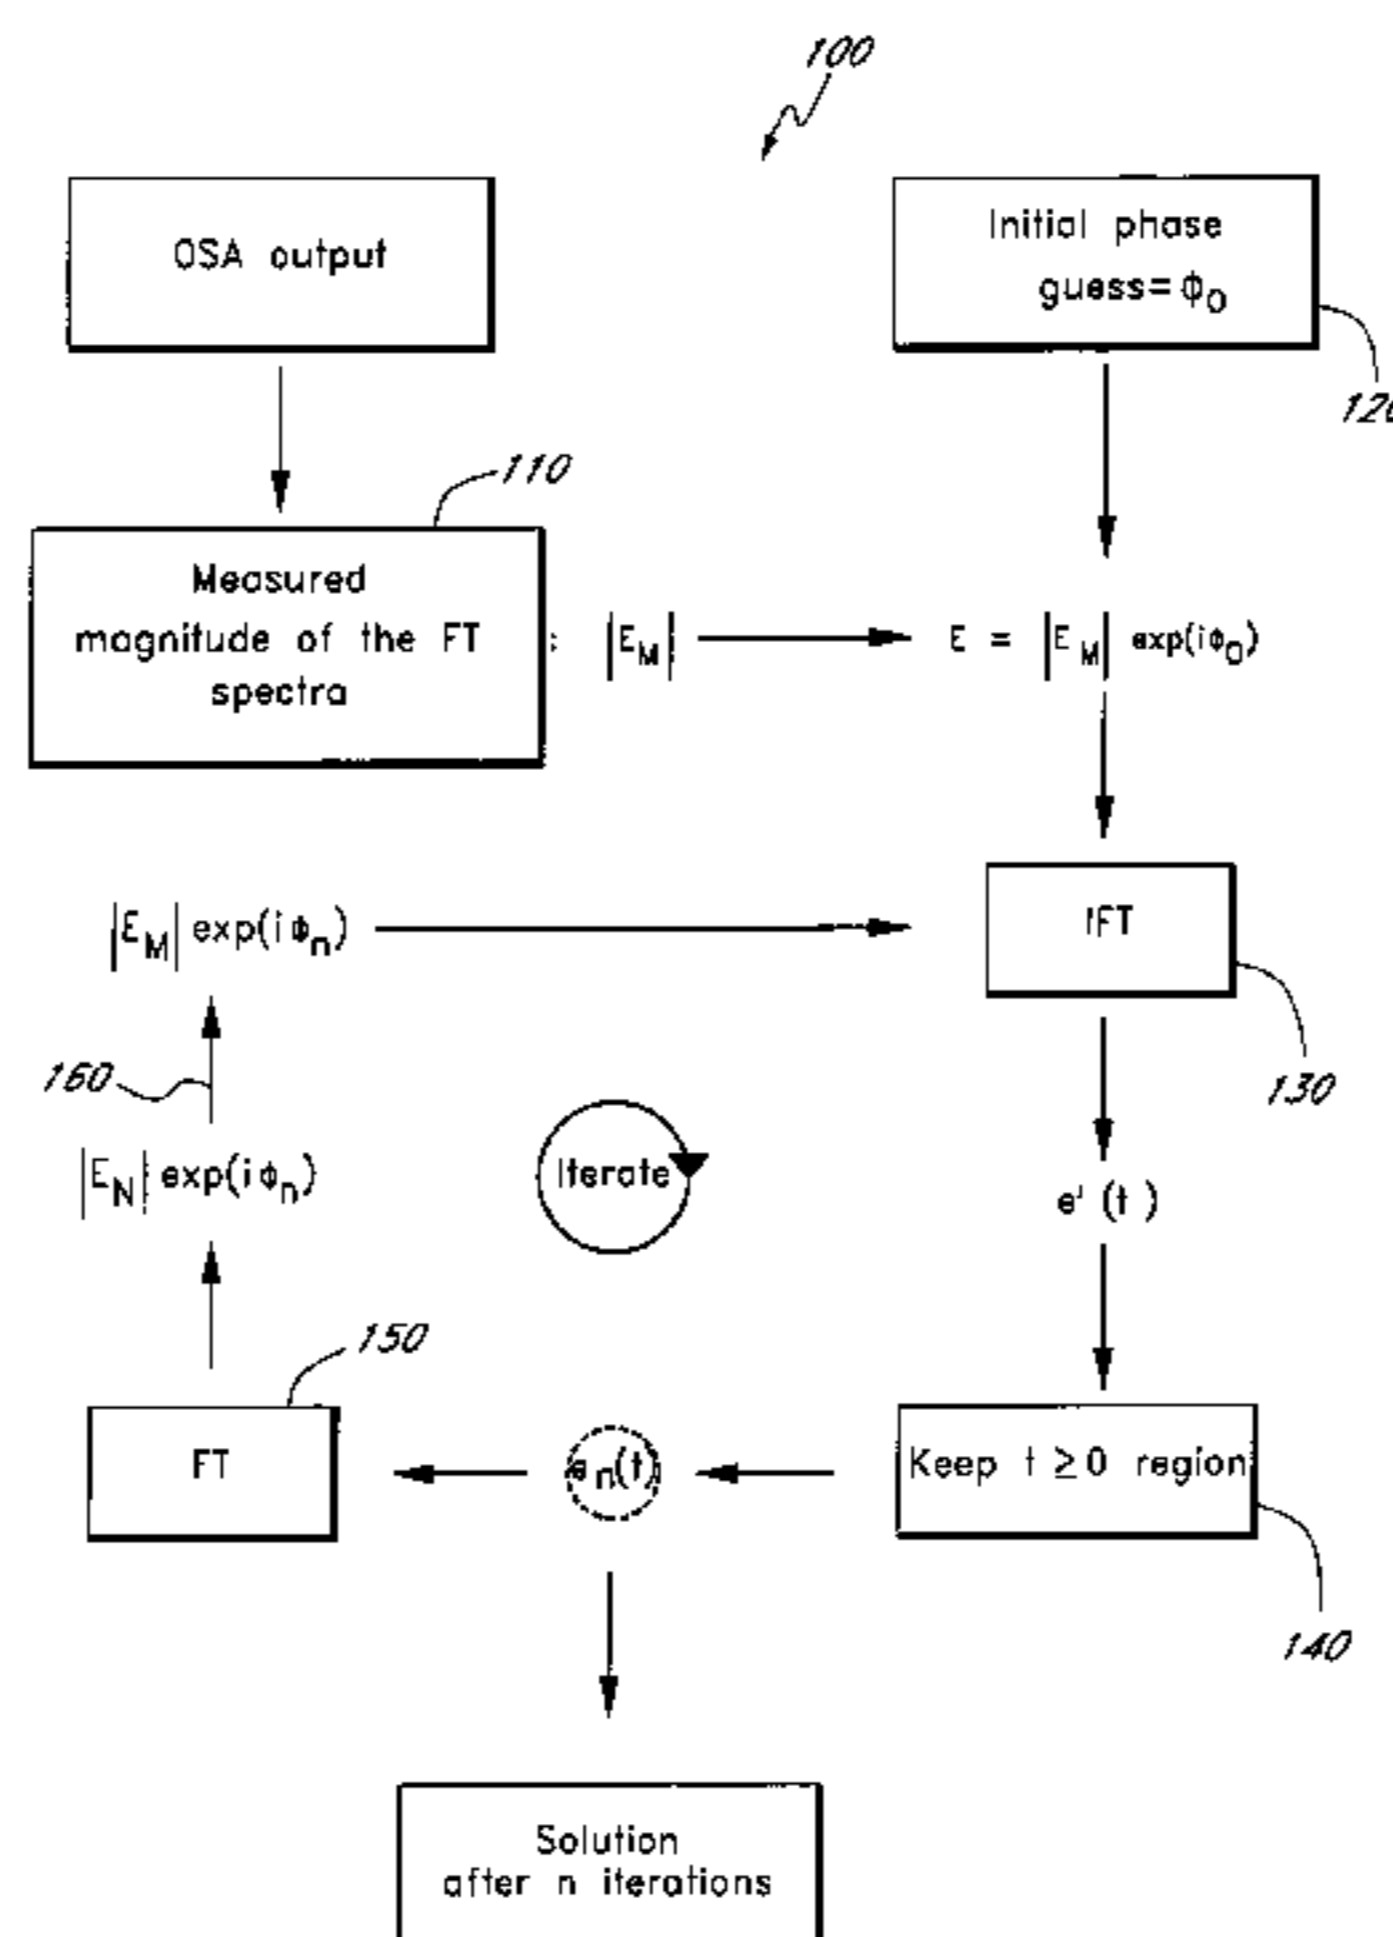 100
OSA output
Initial phase
guess=ϕ0
120
110
Measured
magnitude of the FT
spectra
: |EM|
E = |EM| exp(iϕ0)
|EM| exp(iϕn)
IFT
160
130
Iterate
|EN| exp(iϕn)
e'(t)
150
FT
en(t)
Keep t ≥ 0 region
140
Solution
after n iterations